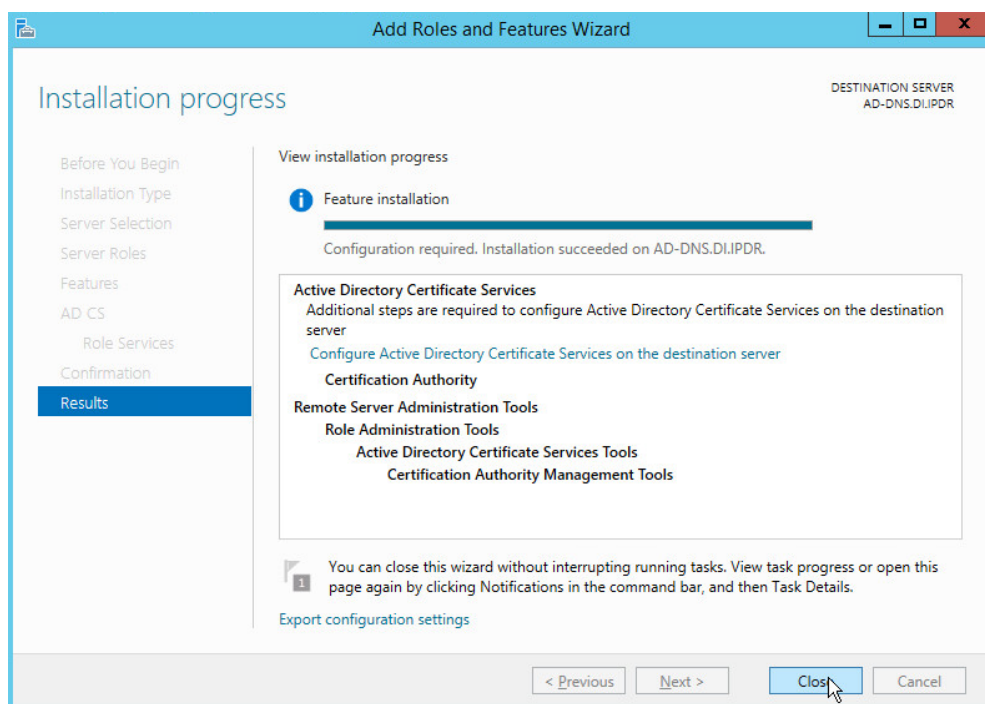 Add Roles and Features Wizard
Installation progress
DESTINATION SERVER
AD-DNS.DI.IPDR
Before You Begin
Installation Type
Server Selection
Server Roles
Features
AD CS
Role Services
Confirmation
Results
View installation progress
Feature installation
Configuration required. Installation succeeded on AD-DNS.DI.IPDR.
Active Directory Certificate Services
Additional steps are required to configure Active Directory Certificate Services on the destination
server
Configure Active Directory Certificate Services on the destination server
Certification Authority
Remote Server Administration Tools
Role Administration Tools
Active Directory Certificate Services Tools
Certification Authority Management Tools
1
You can close this wizard without interrupting running tasks. View task progress or open this
page again by clicking Notifications in the command bar, and then Task Details.
Export configuration settings
< Previous
Next >
Close
Cancel